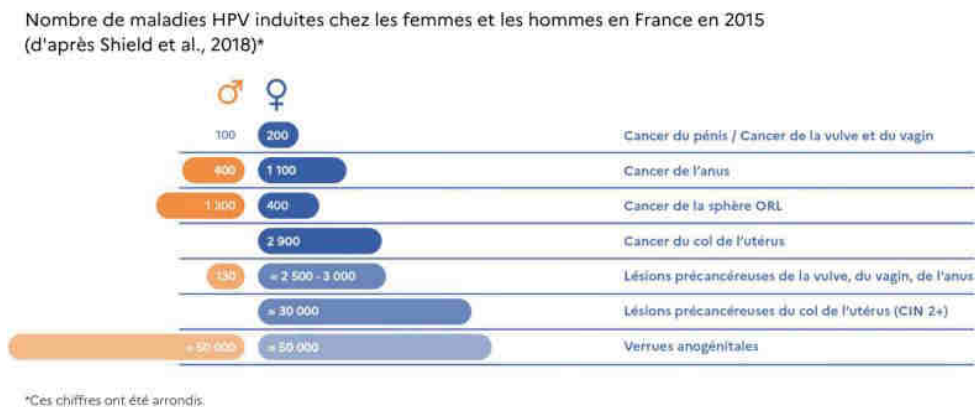 Nombre de maladies HPV induites chez les femmes et les hommes en France en 2015
(d'après Shield et al., 2018)*
100 200 Cancer du pénis / Cancer de la vulve et du vagin
400 1 100 Cancer de l'anus
1 300 400 Cancer de la sphère ORL
2 900 Cancer du col de l'utérus
130 ≈ 2 500 - 3 000 Lésions précancéreuses de la vulve, du vagin, de l'anus
≈ 30 000 Lésions précancéreuses du col de l'utérus (CIN 2+)
≈ 50 000 ≈ 50 000 Verrues anogénitales
*Ces chiffres ont été arrondis.